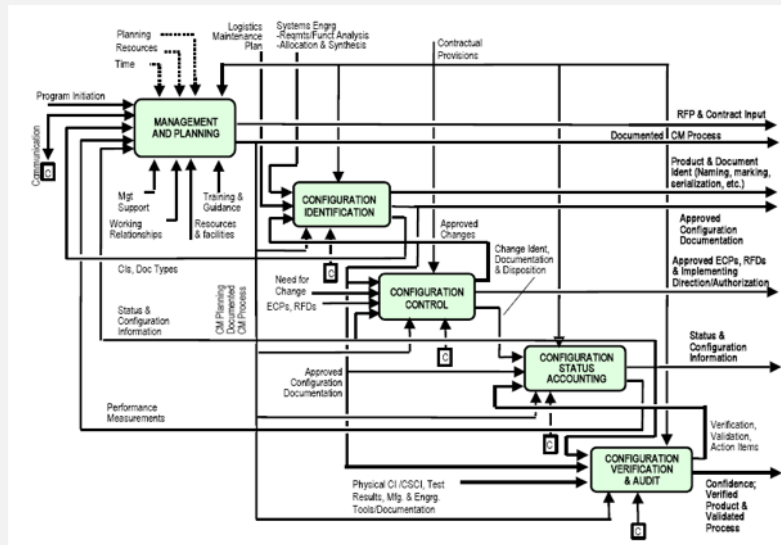 Planning
Resources
Time
Logistics
Maintenance
Plan
Systems Engrg
-Reqmts/Funct Analysis
-Allocation & Synthesis
Contractual
Provisions
Program Initiation
MANAGEMENT
AND PLANNING
RFP & Contract Input
Documented CM Process
Communication
C
Mgt
Support
Training &
Guidance
Working
Relationships
Resources
& facilities
CONFIGURATION
IDENTIFICATION
Product & Document
Ident (Naming, marking,
serialization, etc.)
Approved
Configuration
Documentation
Approved
Changes
C
CIs, Doc Types
Change Ident,
Documentation
& Disposition
Need for
Change
ECPs, RFDs
CONFIGURATION
CONTROL
Approved ECPs, RFDs
& Implementing
Direction/Authorization
Status &
Configuration
Information
CM Planning
Documented
CM Process
C
CONFIGURATION
STATUS
ACCOUNTING
Status &
Configuration
Information
Approved
Configuration
Documentation
Performance
Measurements
C
Verification,
Validation,
Action Items
CONFIGURATION
VERIFICATION
& AUDIT
Physical CI /CSCI, Test
Results, Mfg. & Engrg.
Tools/Documentation
Confidence;
Verified
Product &
Validated
Process
C